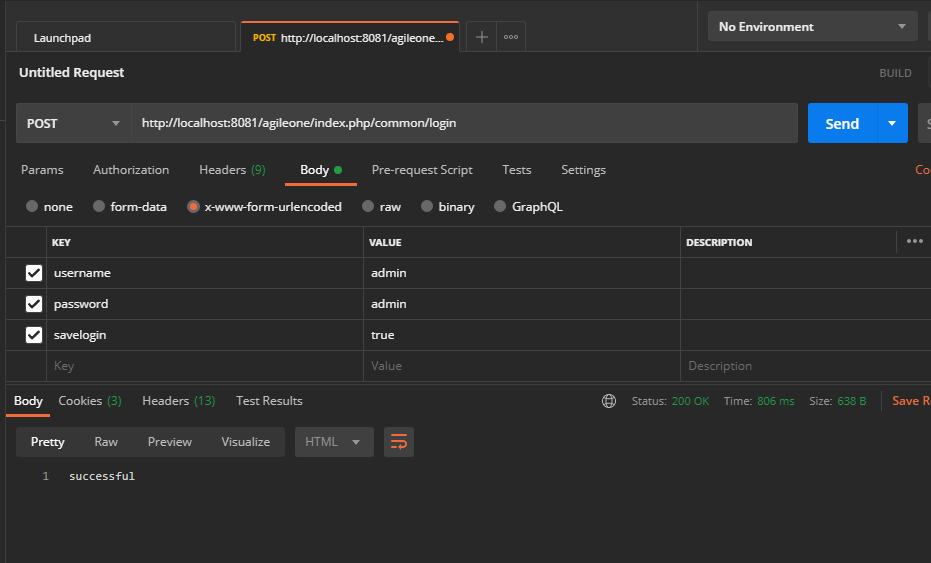 Launchpad POST http://localhost:8081/agileone... No Environment
Untitled Request BUILD
POST http://localhost:8081/agileone/index.php/common/login Send
Params Authorization Headers (9) Body Pre-request Script Tests Settings
none form-data x-www-form-urlencoded raw binary GraphQL
KEY VALUE DESCRIPTION
username admin
password admin
savelogin true
Key Value Description
Body Cookies (3) Headers (13) Test Results Status: 200 OK Time: 806 ms Size: 638 B Save R
Pretty Raw Preview Visualize HTML
1 successful